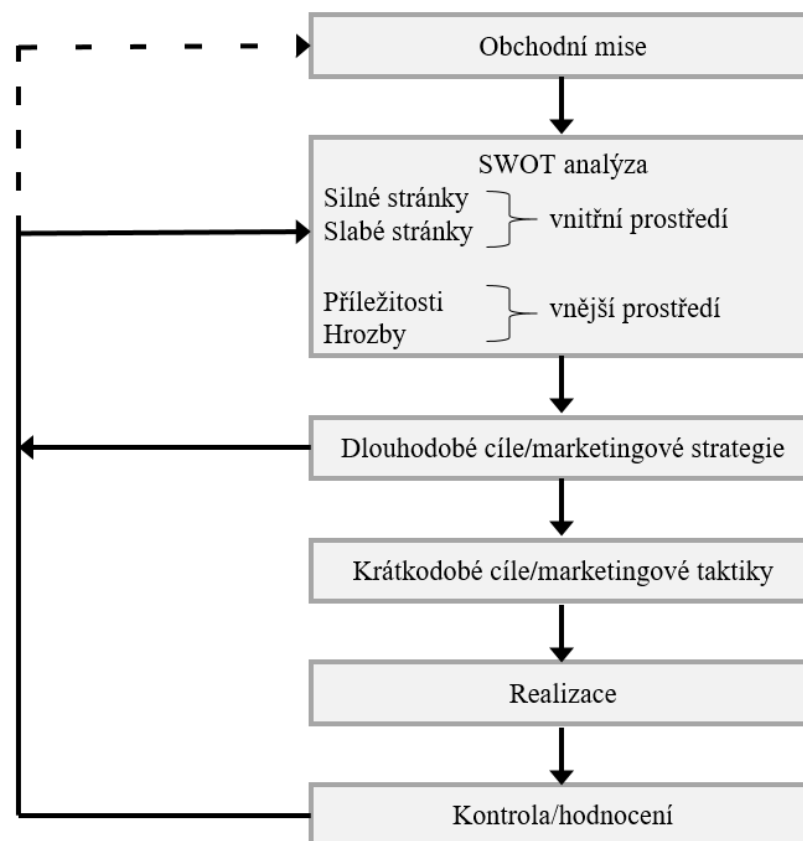 Obchodní mise
SWOT analýza
Silné stránky
Slabé stránky
vnitřní prostředí
Příležitosti
Hrozby
vnější prostředí
Dlouhodobé cíle/marketingové strategie
Krátkodobé cíle/marketingové taktiky
Realizace
Kontrola/hodnocení